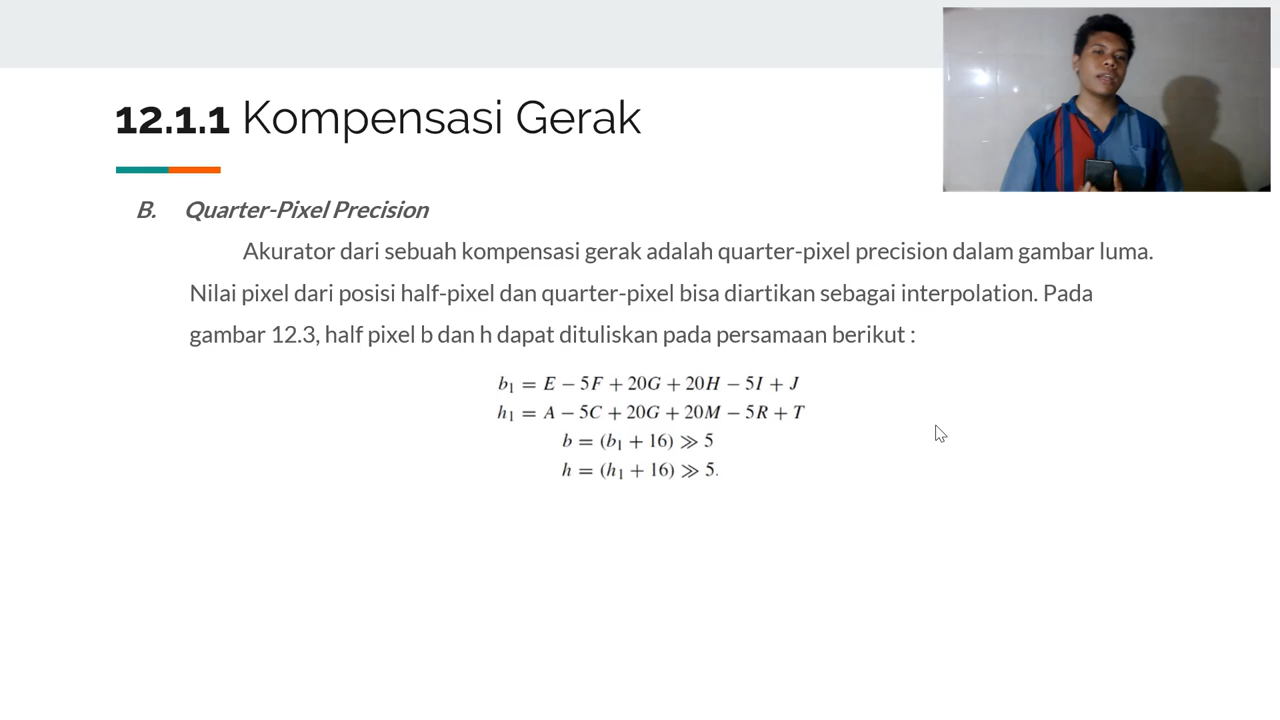 12.1.1 Kompensasi Gerak
B. Quarter-Pixel Precision
Akurator dari sebuah kompensasi gerak adalah quarter-pixel precision dalam gambar luma.
Nilai pixel dari posisi half-pixel dan quarter-pixel bisa diartikan sebagai interpolation. Pada
gambar 12.3, half pixel b dan h dapat dituliskan pada persamaan berikut :
b₁ = E − 5F + 20G + 20H − 5I + J
h₁ = A − 5C + 20G + 20M − 5R + T
b = (b₁ + 16) ≫ 5
h = (h₁ + 16) ≫ 5.